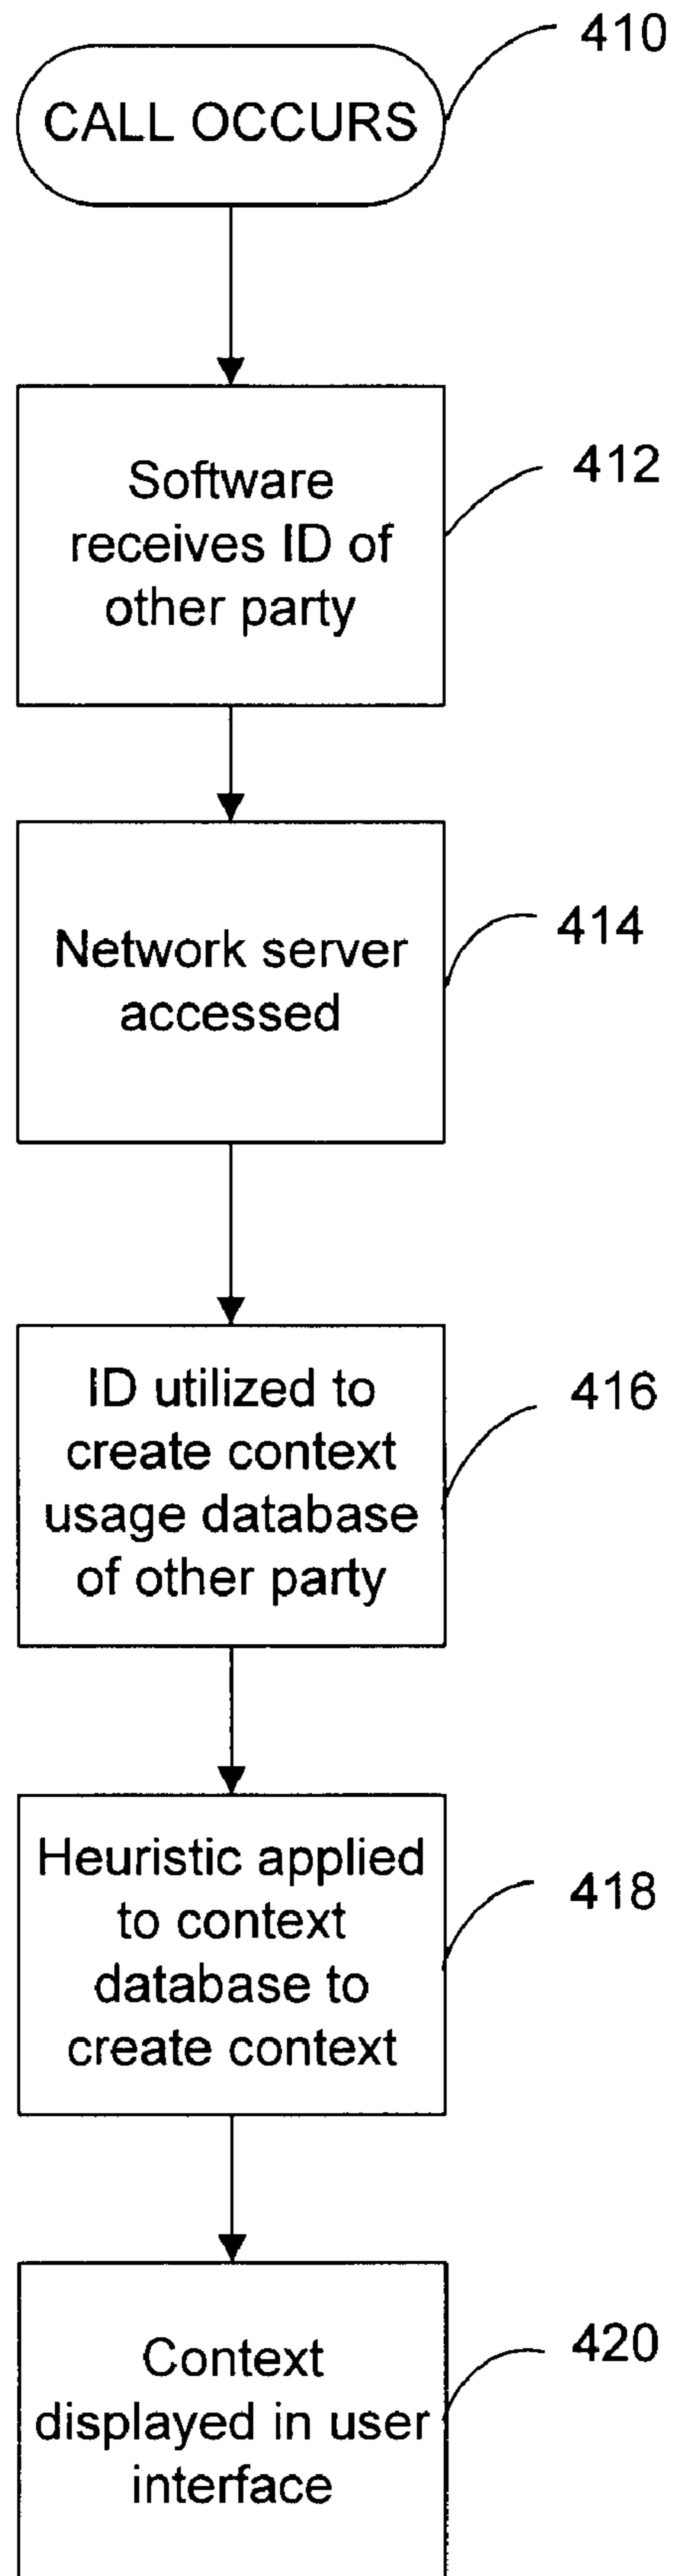 410
CALL OCCURS
412
Software
receives ID of
other party
414
Network server
accessed
416
ID utilized to
create context
usage database
of other party
418
Heuristic applied
to context
database to
create context
420
Context
displayed in user
interface